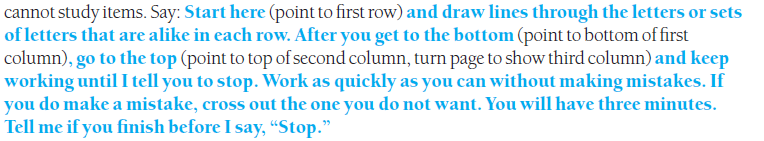 cannot study items. Say: Start here (point to first row) and draw lines through the letters or sets
of letters that are alike in each row. After you get to the bottom (point to bottom of first
column), go to the top (point to top of second column, turn page to show third column) and keep
working until I tell you to stop. Work as quickly as you can without making mistakes. If
you do make a mistake, cross out the one you do not want. You will have three minutes.
Tell me if you finish before I say, “Stop.”